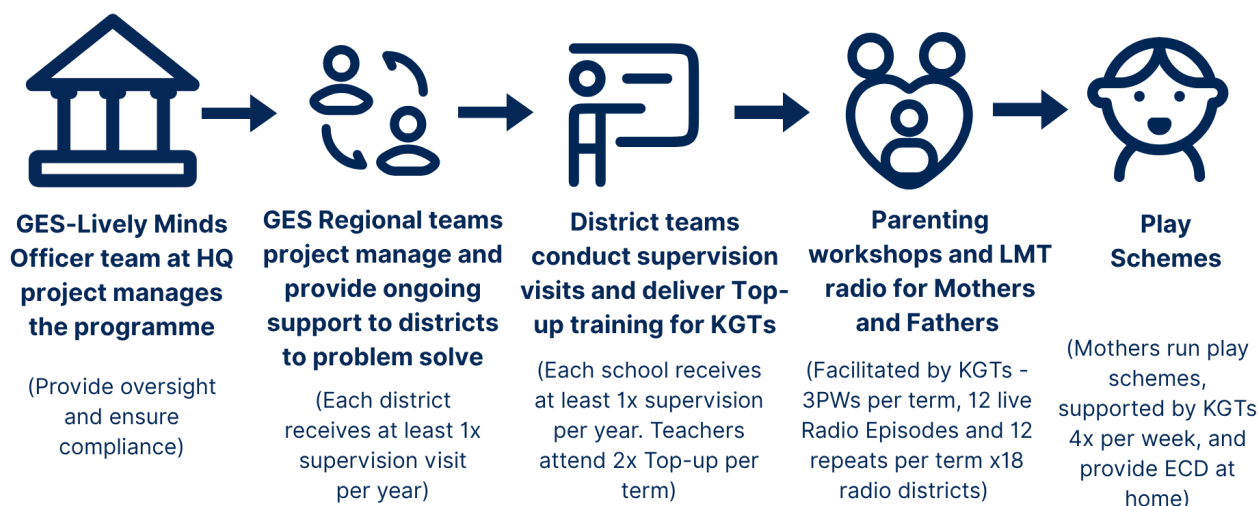 GES-Lively Minds
Officer team at HQ
project manages
the programme
(Provide oversight
and ensure
compliance)
GES Regional teams
project manage and
provide ongoing
support to districts
to problem solve
(Each district
receives at least 1x
supervision visit
per year)
District teams
conduct supervision
visits and deliver Top-
up training for KGTs
(Each school receives
at least 1x supervision
per year. Teachers
attend 2x Top-up per
term)
Parenting
workshops and LMT
radio for Mothers
and Fathers
(Facilitated by KGTs -
3PWs per term, 12 live
Radio Episodes and 12
repeats per term x18
radio districts)
Play
Schemes
(Mothers run play
schemes,
supported by KGTs
4x per week, and
provide ECD at
home)